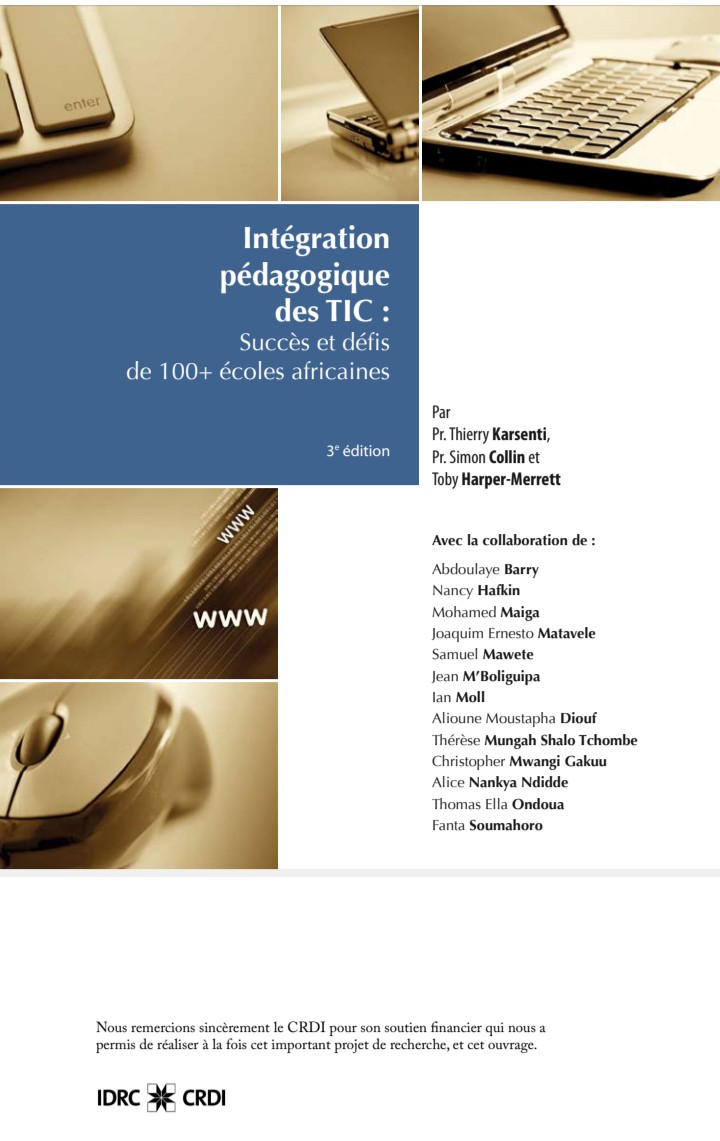 enter
Intégration
pédagogique
des TIC :
Succès et défis
de 100+ écoles africaines
3e édition
Par
Pr. Thierry Karsenti,
Pr. Simon Collin et
Toby Harper-Merrett
www
www
Avec la collaboration de :
Abdoulaye Barry
Nancy Hafkin
Mohamed Maiga
Joaquim Ernesto Matavele
Samuel Mawete
Jean M'Boliguipa
Ian Moll
Alioune Moustapha Diouf
Thérèse Mungah Shalo Tchombe
Christopher Mwangi Gakuu
Alice Nankya Ndidde
Thomas Ella Ondoua
Fanta Soumahoro
Nous remercions sincèrement le CRDI pour son soutien financier qui nous a
permis de réaliser à la fois cet important projet de recherche, et cet ouvrage.
IDRC CRDI